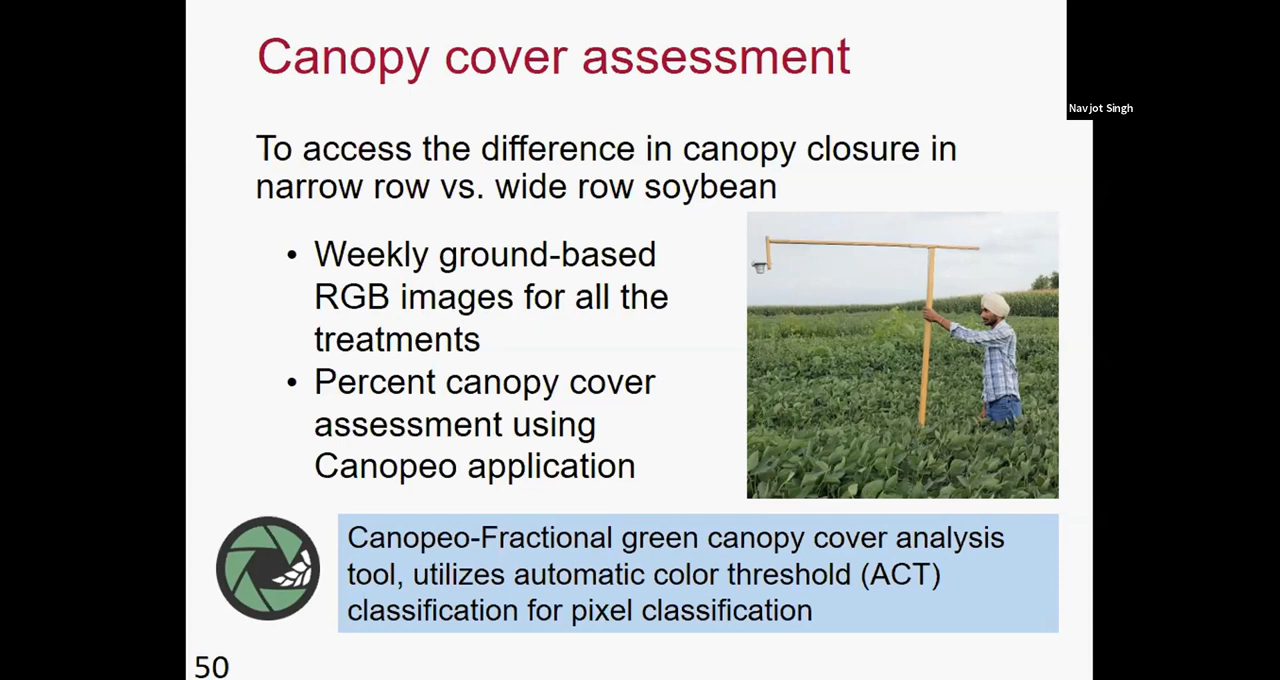 Canopy cover assessment
Navjot Singh
To access the difference in canopy closure in
narrow row vs. wide row soybean
• Weekly ground-based
RGB images for all the
treatments
• Percent canopy cover
assessment using
Canopeo application
Canopeo-Fractional green canopy cover analysis
tool, utilizes automatic color threshold (ACT)
classification for pixel classification
50